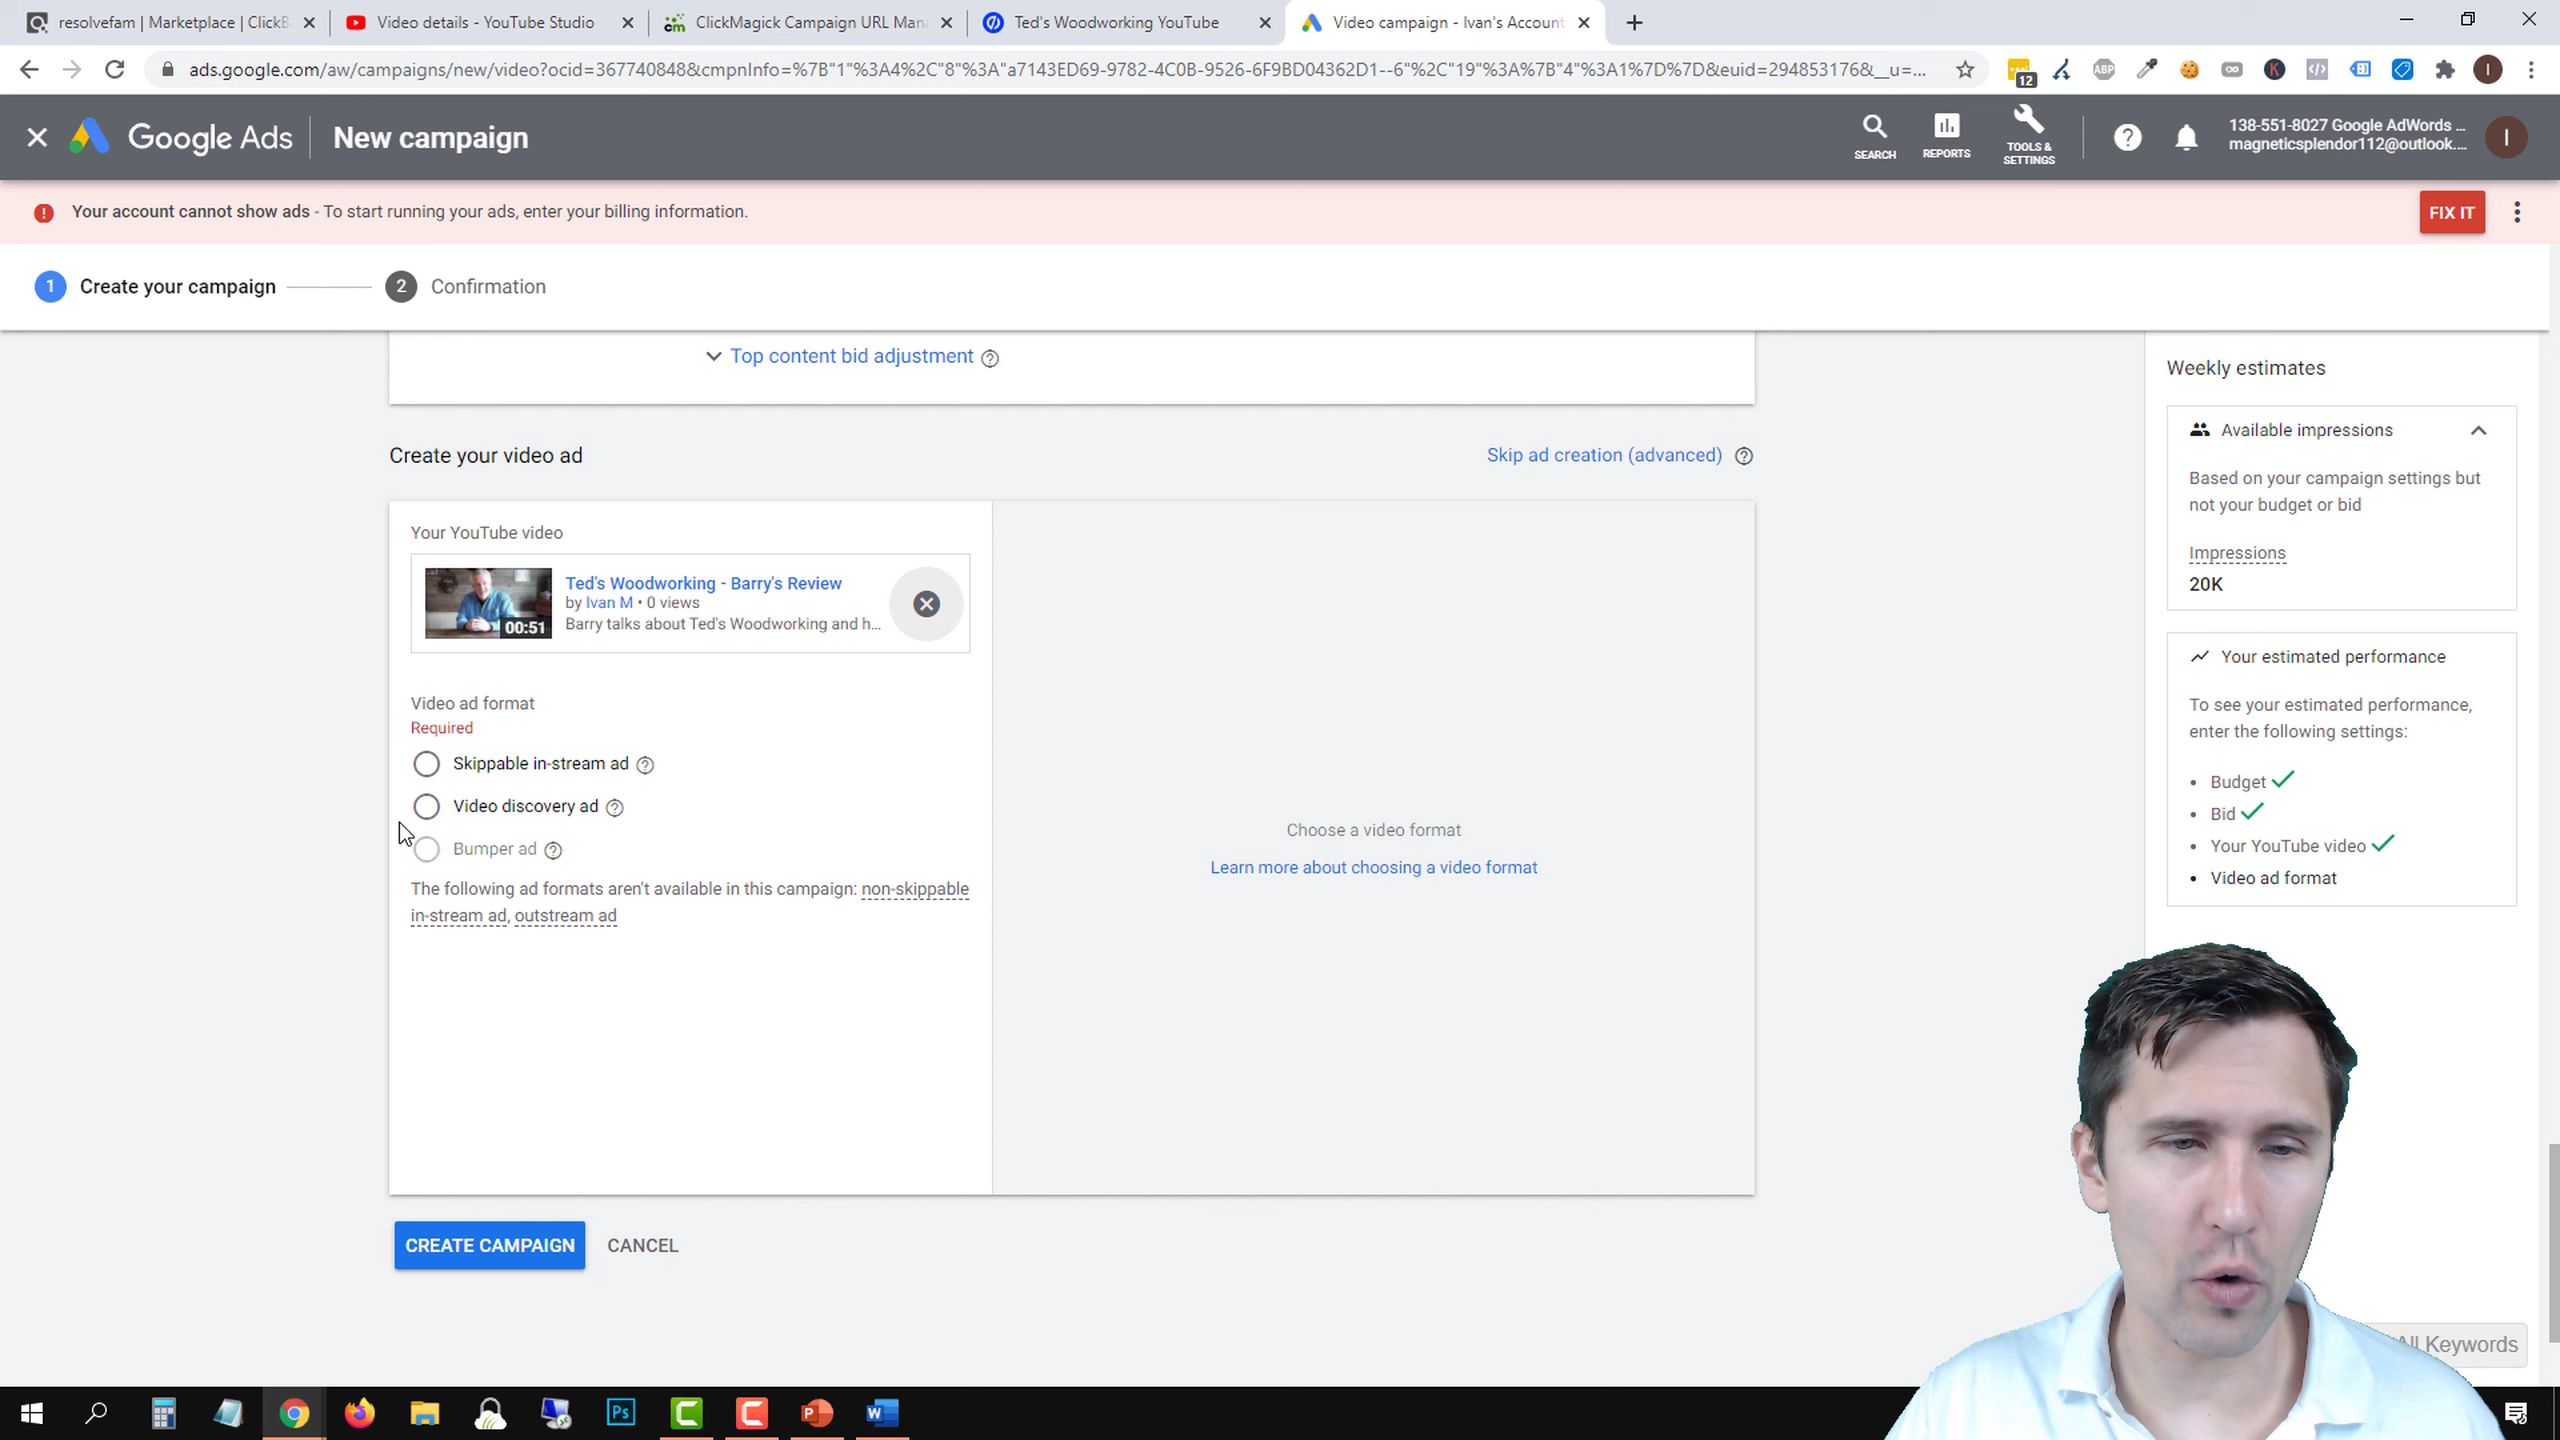 resolvefam | Marketplace | ClickB
Video details - YouTube Studio
ClickMagick Campaign URL Mana
Ted's Woodworking YouTube
Video campaign - Ivan's Account
ads.google.com/aw/campaigns/new/video?ocid=367740848&cmpnInfo=%7B"1"%3A4%2C"8"%3A"a7143ED69-9782-4C0B-9526-6F9BD04362D1--6"%2C"19"%3A%7B"4"%3A1%7D%7D&euid=294853176&__u=...
ABP
12
K
I
Google Ads
New campaign
SEARCH
REPORTS
TOOLS & SETTINGS
138-551-8027 Google AdWords ...
magneticsplendor112@outlook....
I
Your account cannot show ads - To start running your ads, enter your billing information.
FIX IT
1 Create your campaign
2 Confirmation
Top content bid adjustment
Create your video ad
Skip ad creation (advanced)
Your YouTube video
00:51
Ted's Woodworking - Barry's Review
by Ivan M • 0 views
Barry talks about Ted's Woodworking and h...
Video ad format
Required
Skippable in-stream ad
Video discovery ad
Bumper ad
The following ad formats aren't available in this campaign: non-skippable
in-stream ad, outstream ad
Choose a video format
Learn more about choosing a video format
CREATE CAMPAIGN
CANCEL
Weekly estimates
Available impressions
Based on your campaign settings but
not your budget or bid
Impressions
20K
Your estimated performance
To see your estimated performance,
enter the following settings:
• Budget
• Bid
• Your YouTube video
• Video ad format
All Keywords
Ps